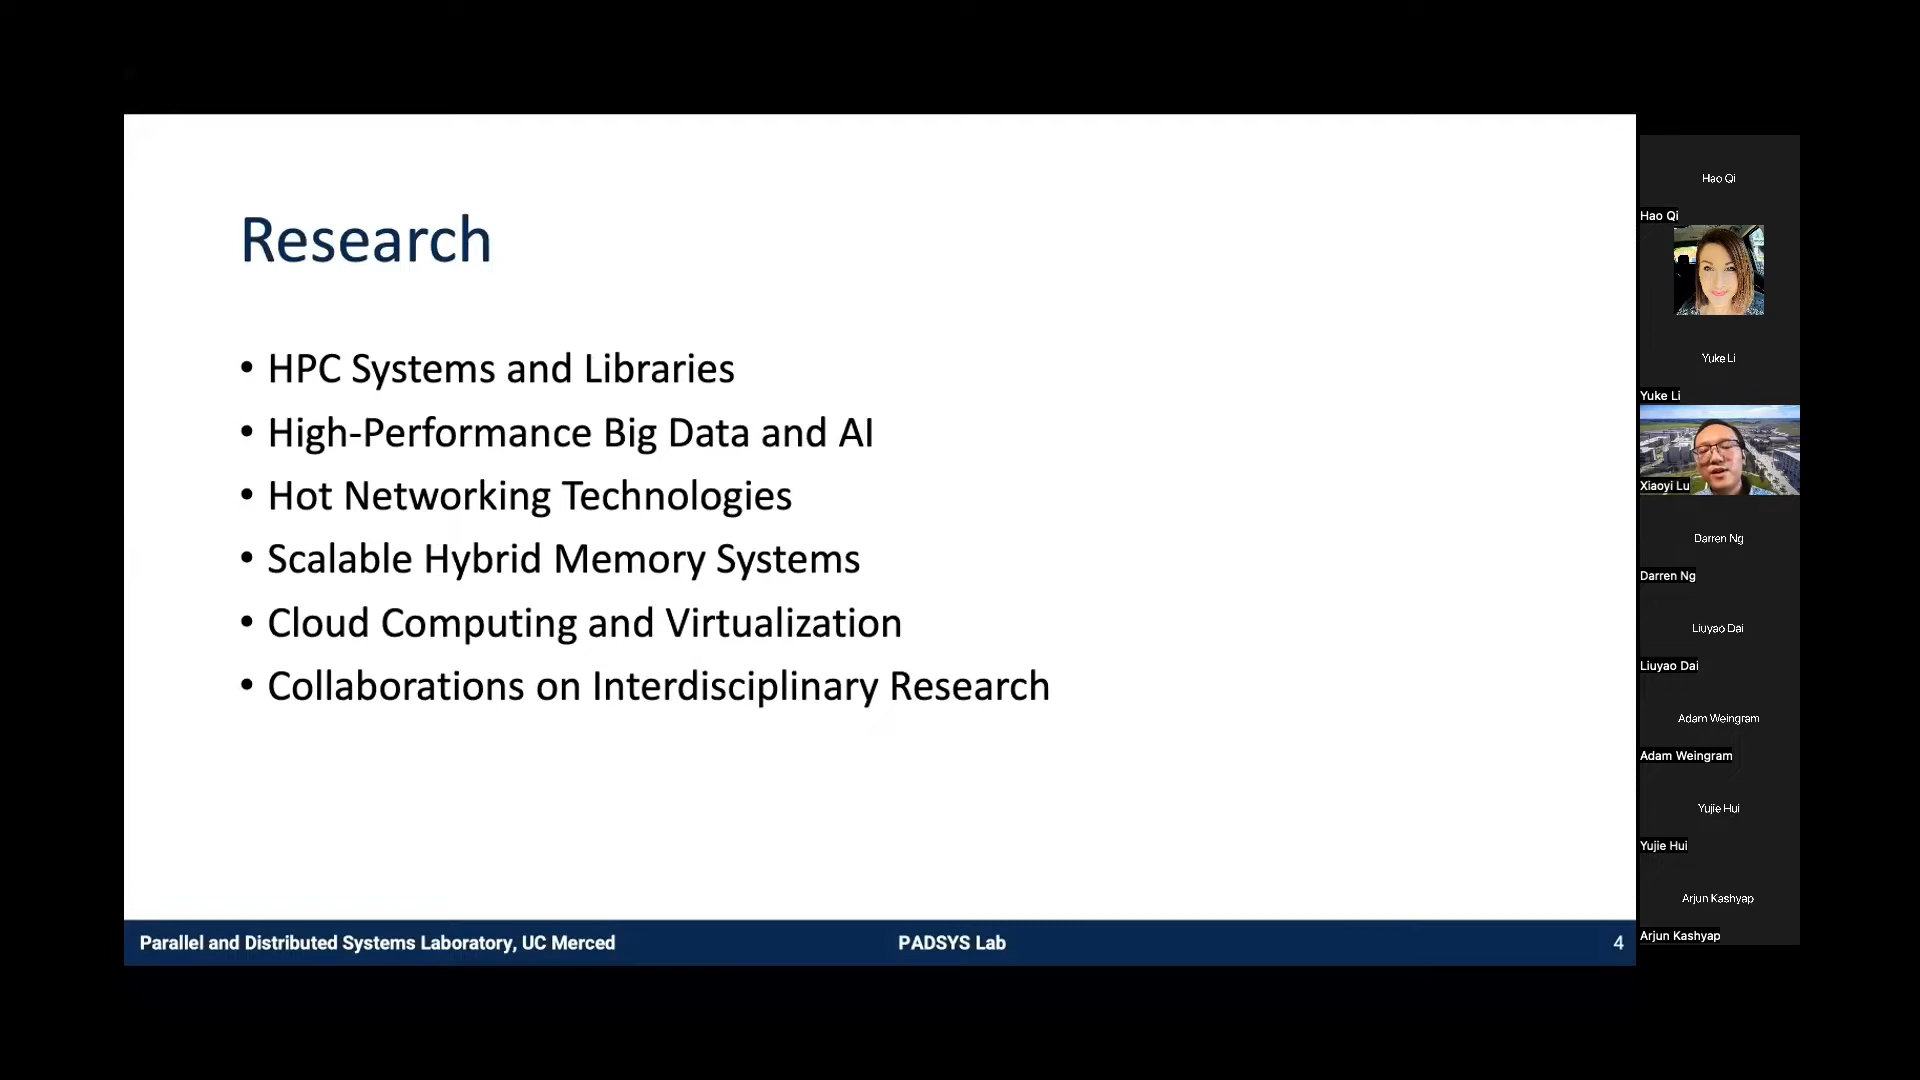 Research
• HPC Systems and Libraries
• High-Performance Big Data and AI
• Hot Networking Technologies
• Scalable Hybrid Memory Systems
• Cloud Computing and Virtualization
• Collaborations on Interdisciplinary Research
Parallel and Distributed Systems Laboratory, UC Merced
PADSYS Lab
4
Hao Qi
Hao Qi
Yuke Li
Yuke Li
Xiaoyi Lu
Darren Ng
Darren Ng
Liuyao Dai
Liuyao Dai
Adam Weingram
Adam Weingram
Yujie Hui
Yujie Hui
Arjun Kashyap
Arjun Kashyap